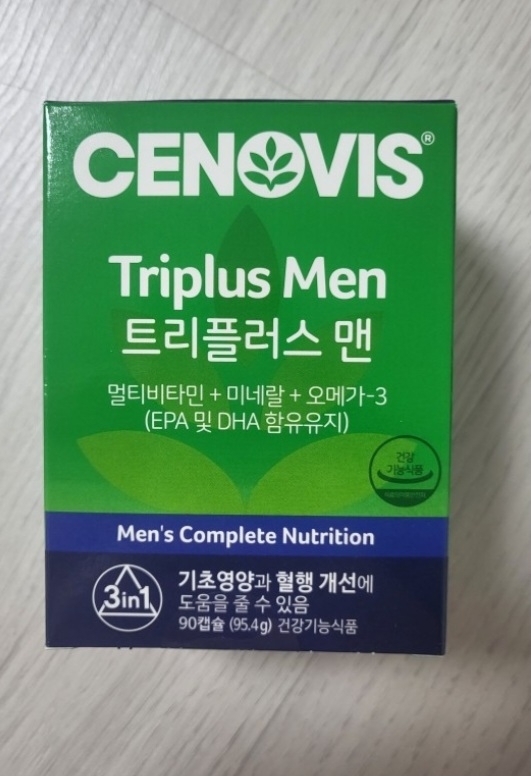 CENOVIS®
Triplus Men
트리플러스 맨
멀티비타민 + 미네랄 + 오메가-3
(EPA 및 DHA 함유유지)
건강
기능식품
Men's Complete Nutrition
3in1
기초영양과 혈행 개선에
도움을 줄 수 있음
90캡슐 (95.4g) 건강기능식품